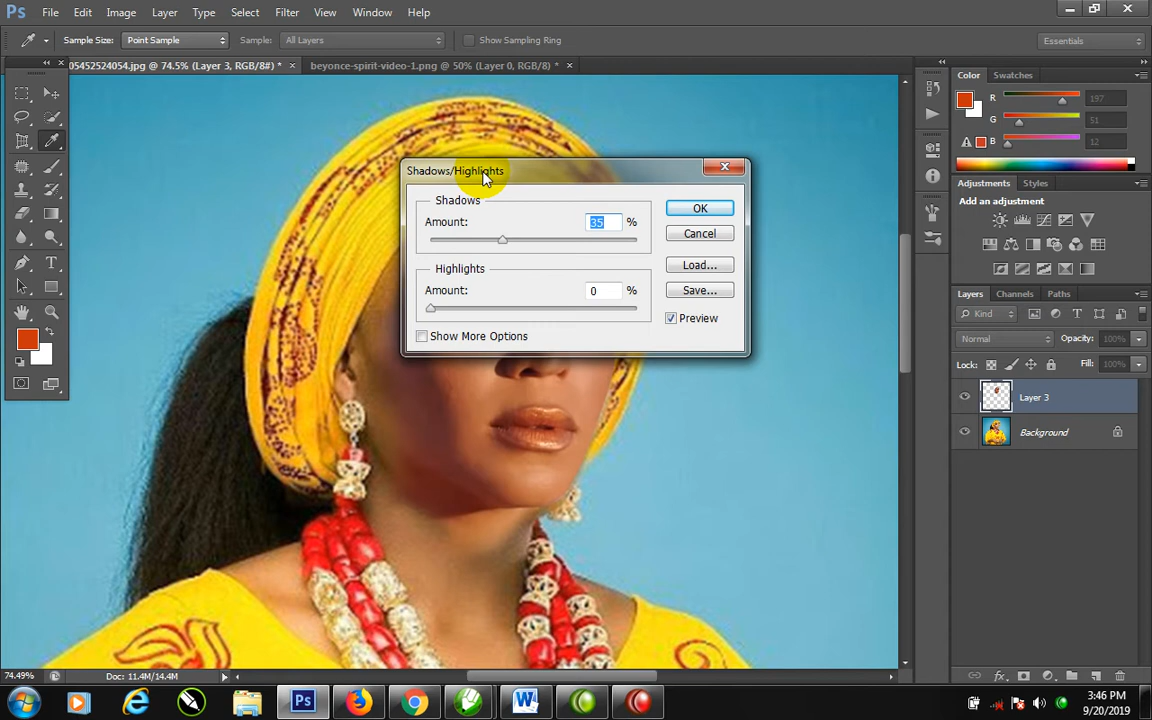 Ps File Edit Image Layer Type Select Filter View Window Help
Sample Size: Point Sample Sample: All Layers Show Sampling Ring Essentials
05452524054.jpg @ 74.5% (Layer 3, RGB/8#) * × beyonce-spirit-video-1.png @ 50% (Layer 0, RGB/8) * ×
Color Swatches
R 197
G 51
B 12
Shadows/Highlights
Shadows
Amount: 35 %
Highlights
Amount: 0 %
Show More Options
OK
Cancel
Load...
Save...
Preview
Adjustments Styles
Add an adjustment
Layers Channels Paths
Kind
Normal Opacity: 100%
Lock: Fill: 100%
Layer 3
Background
74.49% Doc: 11.4M/14.4M
fx
Ps
W
3:46 PM
9/20/2019